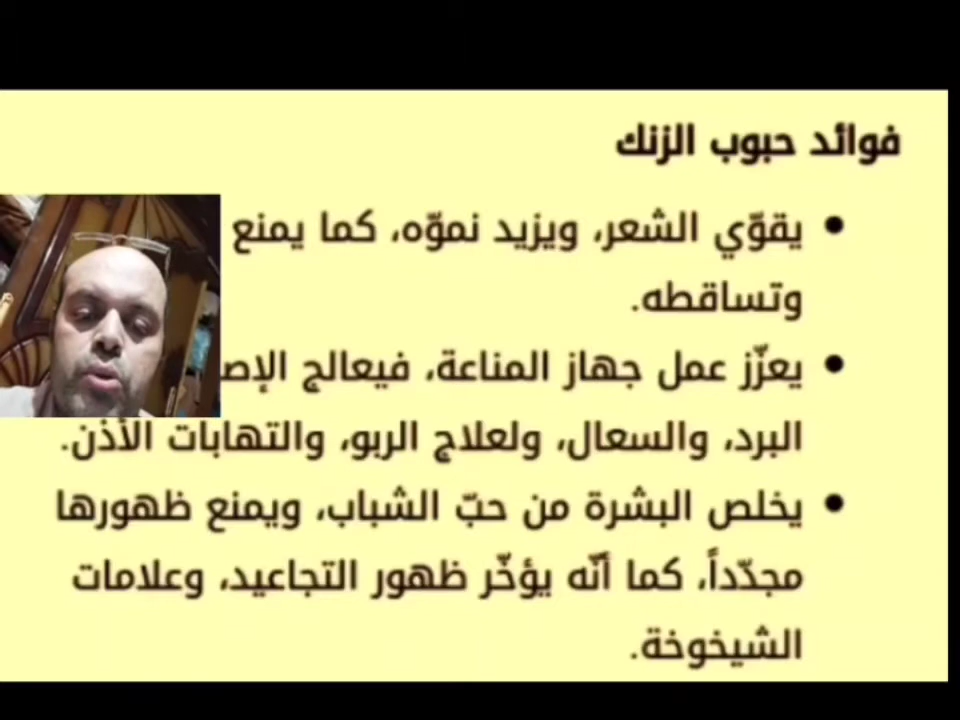 فوائد حبوب الزنك
• يقوّي الشعر، ويزيد نموّه، كما يمنع
وتساقطه.
• يعزّز عمل جهاز المناعة، فيعالج
البرد، والسعال، ولعلاج الربو، والتهابات الأذن.
• يخلص البشرة من حبّ الشباب، ويمنع ظهورها
مجدّداً، كما أنّه يؤخّر ظهور التجاعيد، وعلامات
الشيخوخة.